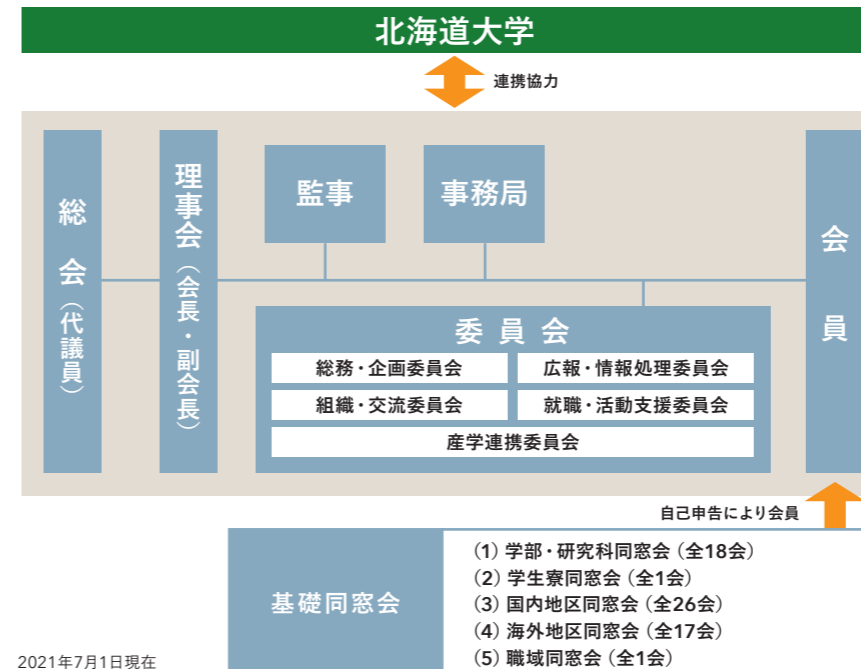 北海道大学
連携協力
総会（代議員）
理事会（会長・副会長）
監事
事務局
会員
委員会
総務・企画委員会
広報・情報処理委員会
組織・交流委員会
就職・活動支援委員会
産学連携委員会
自己申告により会員
基礎同窓会
(1) 学部・研究科同窓会（全18会）
(2) 学生寮同窓会（全1会）
(3) 国内地区同窓会（全26会）
(4) 海外地区同窓会（全17会）
(5) 職域同窓会（全1会）
2021年7月1日現在